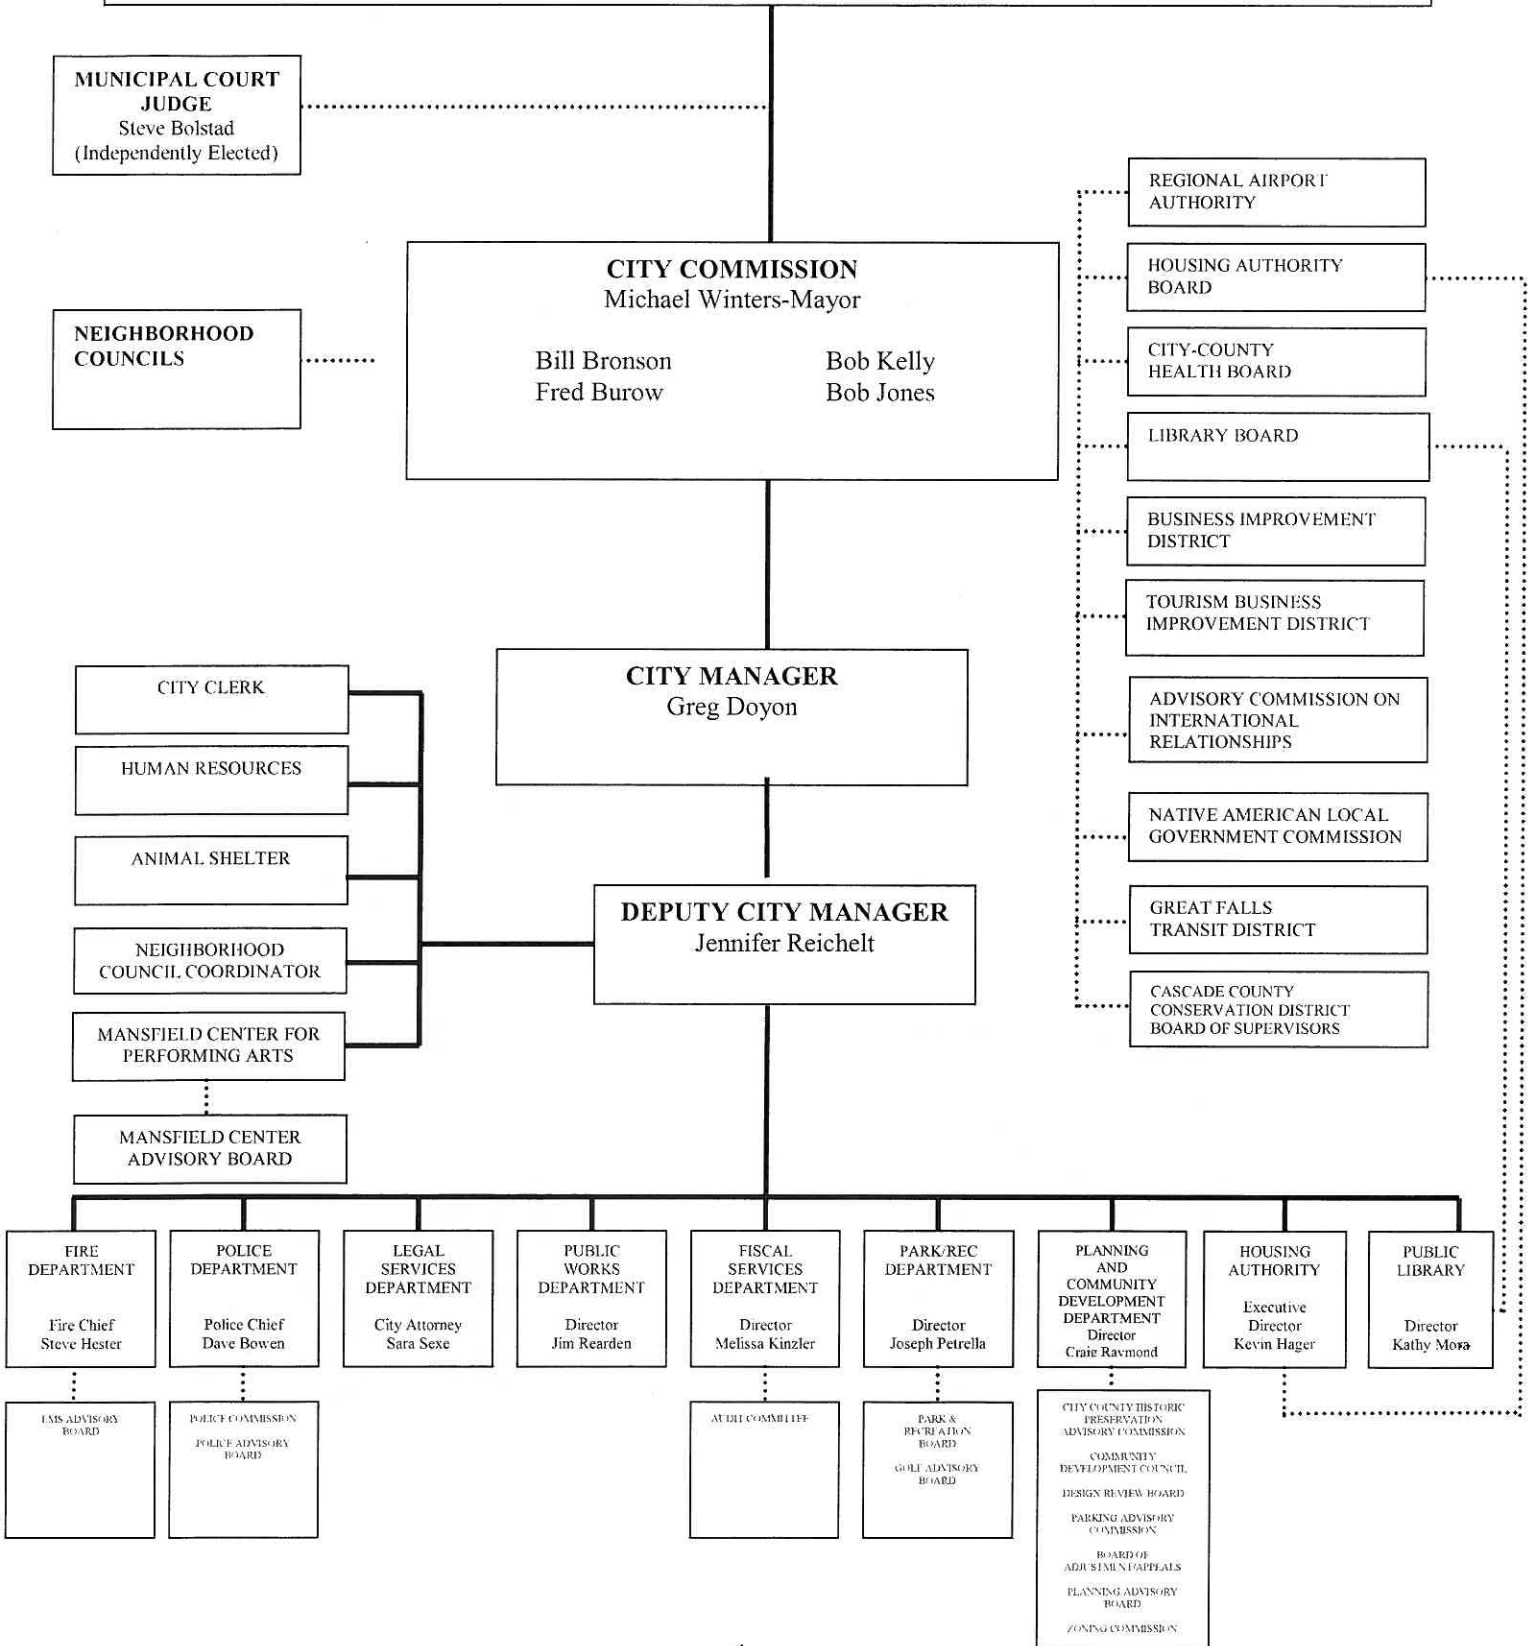 MUNICIPAL COURT
JUDGE
Steve Bolstad
(Independently Elected)
NEIGHBORHOOD
COUNCILS
CITY COMMISSION
Michael Winters-Mayor
Bill Bronson
Bob Kelly
Fred Burow
Bob Jones
REGIONAL AIRPORT
AUTHORITY
HOUSING AUTHORITY
BOARD
CITY-COUNTY
HEALTH BOARD
LIBRARY BOARD
BUSINESS IMPROVEMENT
DISTRICT
TOURISM BUSINESS
IMPROVEMENT DISTRICT
ADVISORY COMMISSION ON
INTERNATIONAL
RELATIONSHIPS
NATIVE AMERICAN LOCAL
GOVERNMENT COMMISSION
GREAT FALLS
TRANSIT DISTRICT
CASCADE COUNTY
CONSERVATION DISTRICT
BOARD OF SUPERVISORS
CITY MANAGER
Greg Doyon
DEPUTY CITY MANAGER
Jennifer Reichelt
CITY CLERK
HUMAN RESOURCES
ANIMAL SHELTER
NEIGHBORHOOD
COUNCIL COORDINATOR
MANSFIELD CENTER FOR
PERFORMING ARTS
MANSFIELD CENTER
ADVISORY BOARD
FIRE
DEPARTMENT
Fire Chief
Steve Hester
POLICE
DEPARTMENT
Police Chief
Dave Bowen
LEGAL
SERVICES
DEPARTMENT
City Attorney
Sara Sexe
PUBLIC
WORKS
DEPARTMENT
Director
Jim Rearden
FISCAL
SERVICES
DEPARTMENT
Director
Melissa Kinzler
PARK/REC
DEPARTMENT
Director
Joseph Petrella
PLANNING
AND
COMMUNITY
DEVELOPMENT
DEPARTMENT
Director
Craig Raymond
HOUSING
AUTHORITY
Executive
Director
Kevin Hager
PUBLIC
LIBRARY
Director
Kathy Mora
EMS ADVISORY
BOARD
POLICE COMMISSION
POLICE ADVISORY
BOARD
AUDIT COMMITTEE
PARK &
RECREATION
BOARD
GOLF ADVISORY
BOARD
CITY COUNTY HISTORIC
PRESERVATION
ADVISORY COMMISSION
COMMUNITY
DEVELOPMENT COUNCIL
DESIGN REVIEW BOARD
PARKING ADVISORY
COMMISSION
BOARD OF
ADJUSTMENT/APPEALS
PLANNING ADVISORY
BOARD
ZONING COMMISSION